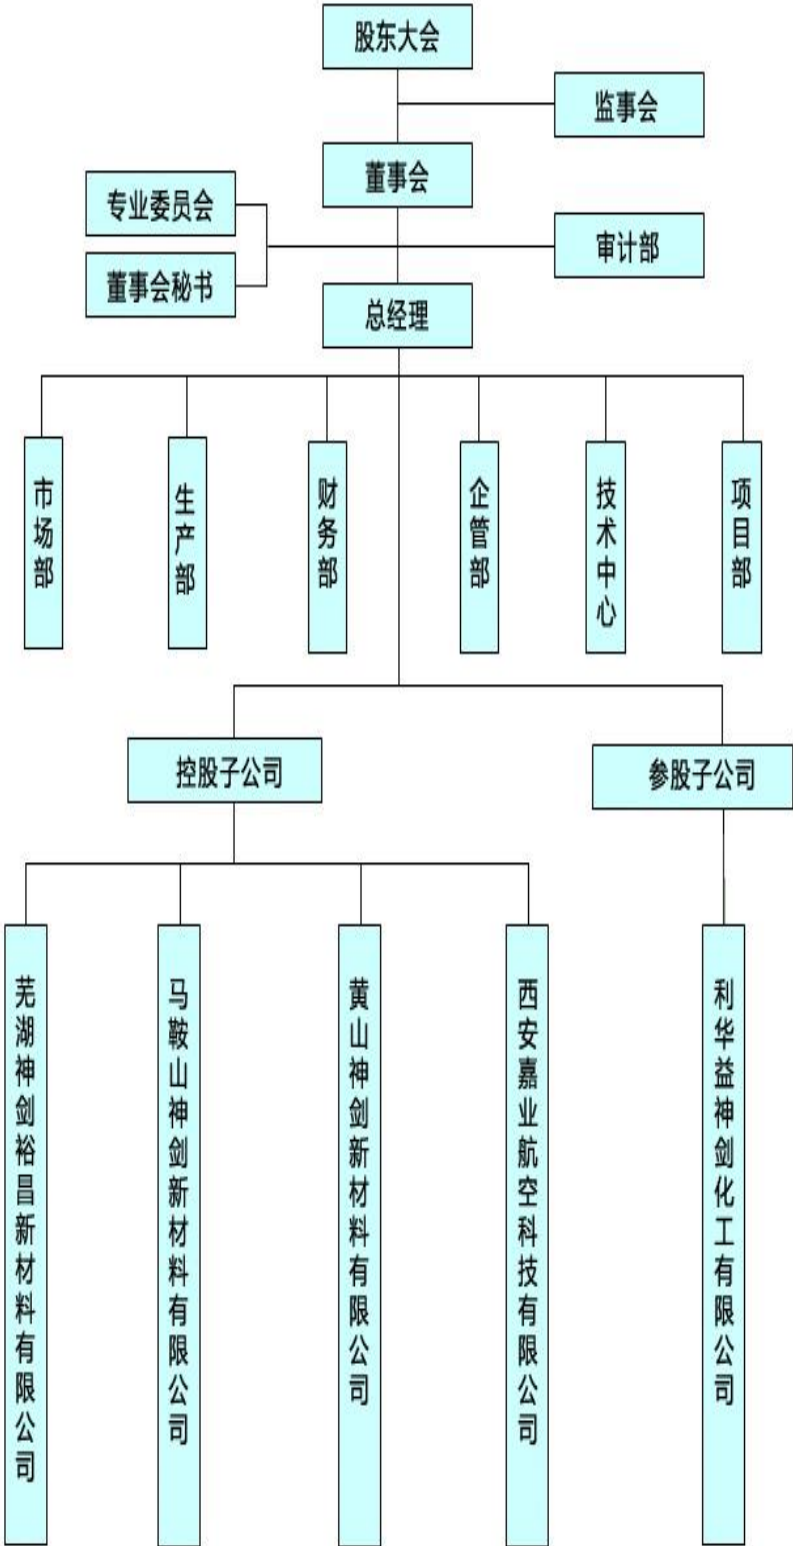 股东大会
监事会
董事会
专业委员会
审计部
董事会秘书
总经理
市场部
生产部
财务部
企管部
技术中心
项目部
控股子公司
参股子公司
芜湖神剑裕昌新材料有限公司
马鞍山神剑新材料有限公司
黄山神剑新材料有限公司
西安嘉业航空科技有限公司
利华益神剑化工有限公司